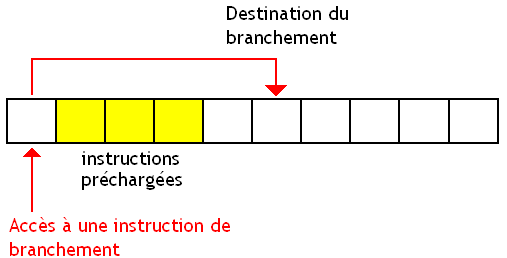 Destination du
branchement
instructions
préchargées
Accès à une instruction de
branchement